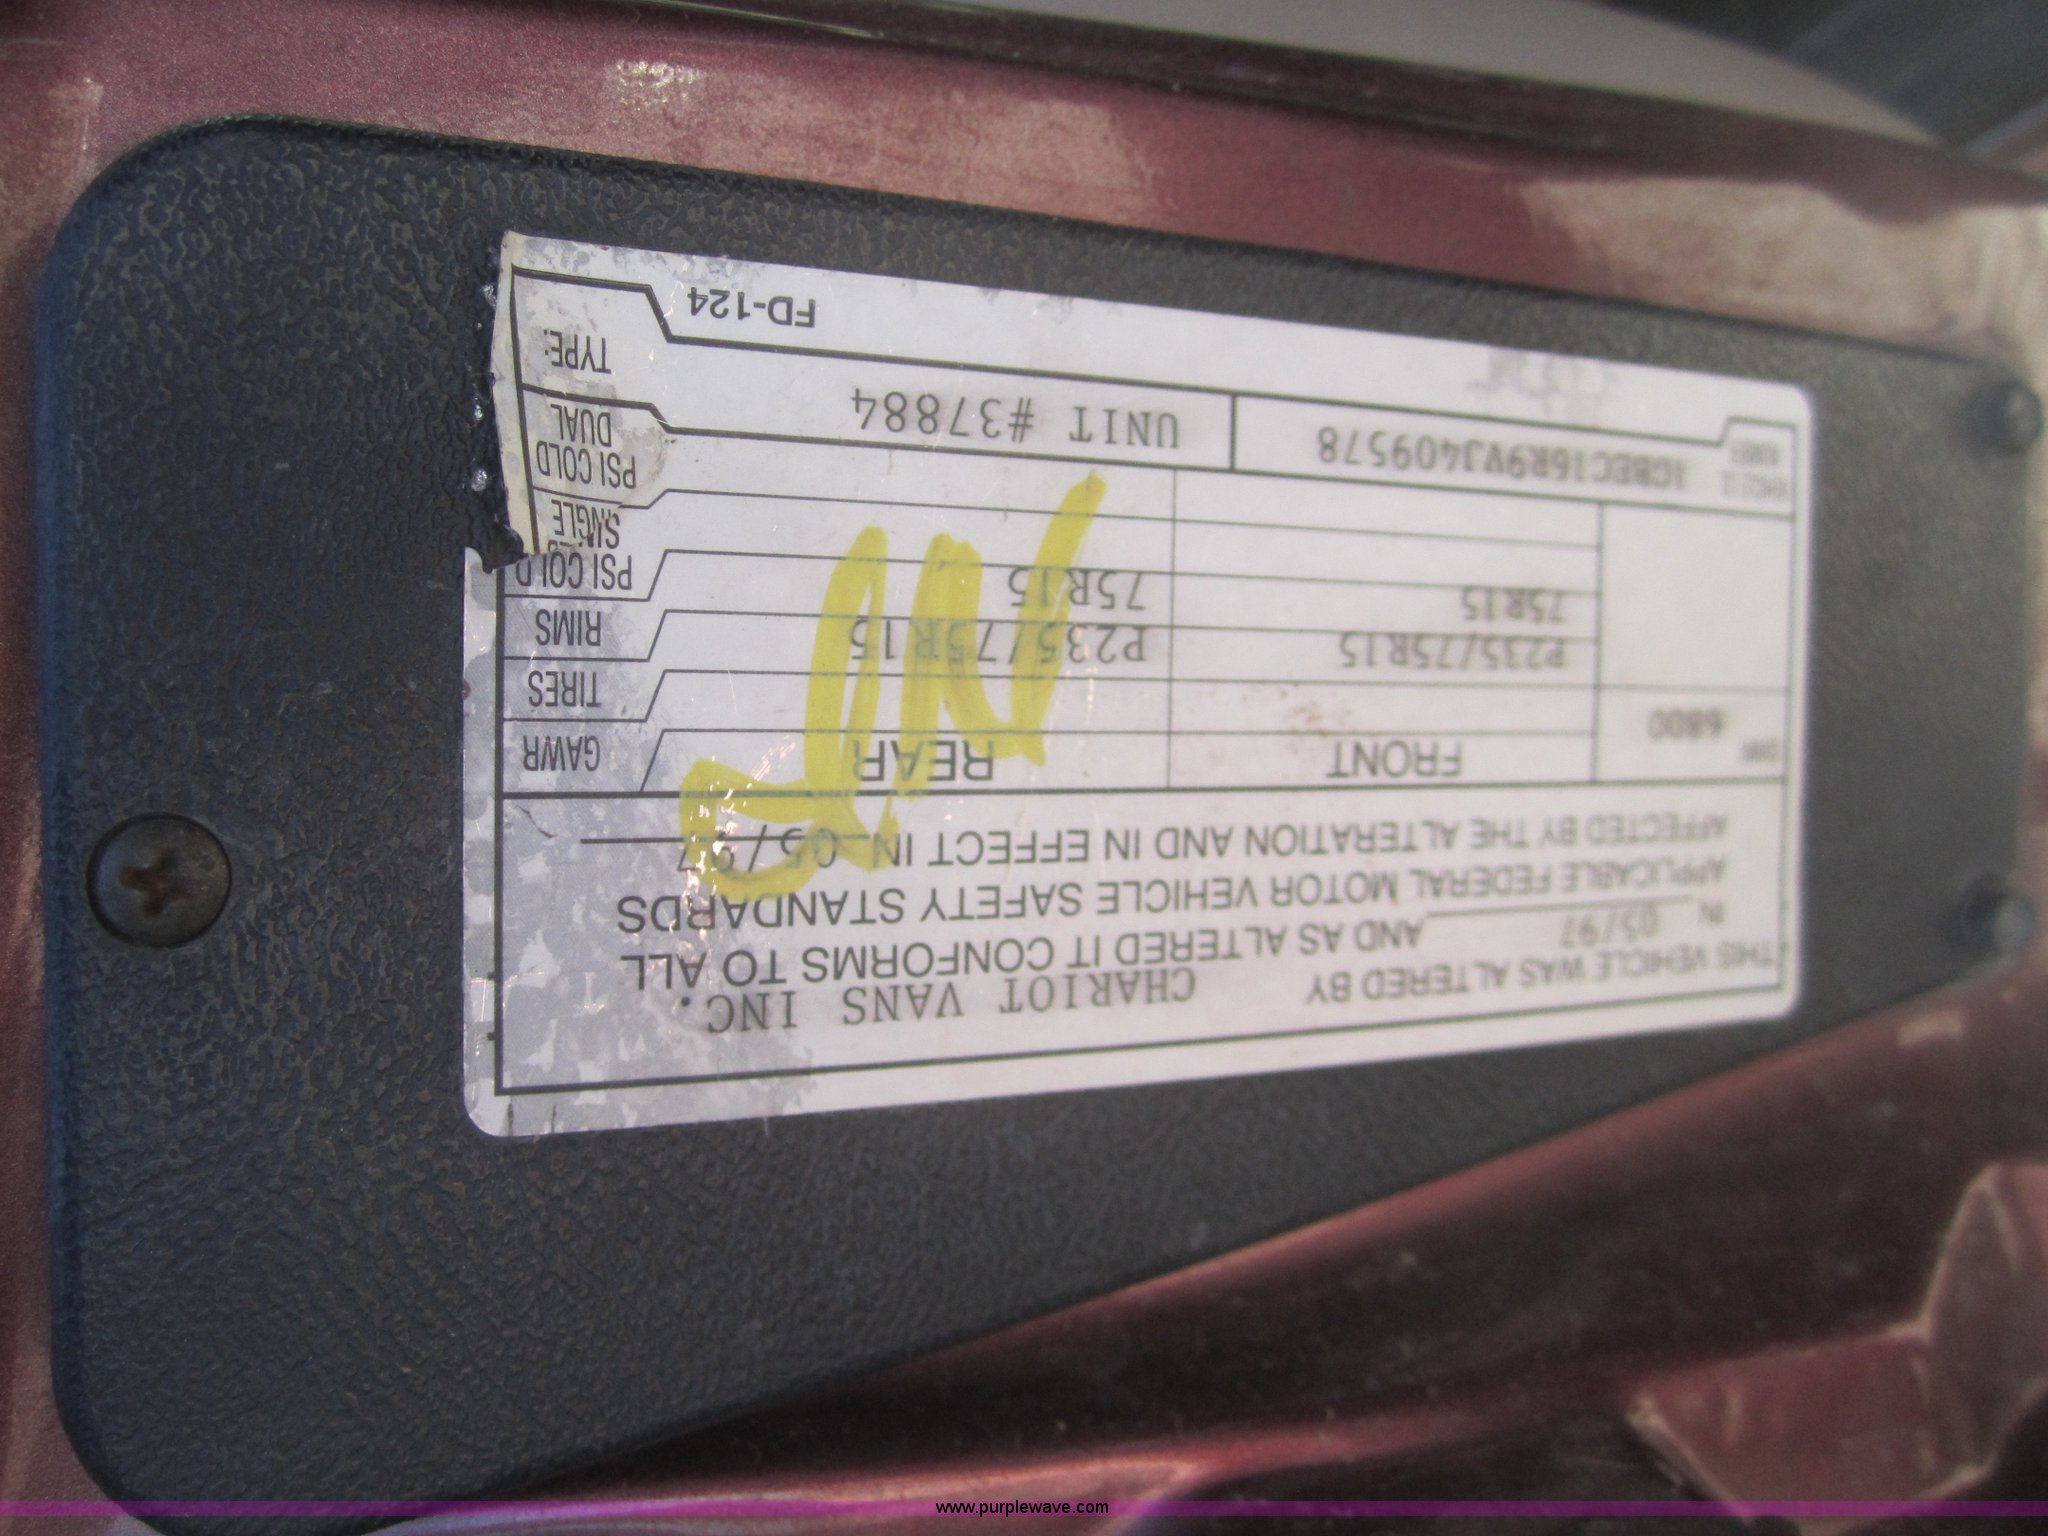 THIS VEHICLE WAS ALTERED BY CHARIOT VANS INC.
IN 05/97 AND AS ALTERED IT CONFORMS TO ALL
APPLICABLE FEDERAL MOTOR VEHICLE SAFETY STANDARDS
AFFECTED BY THE ALTERATION AND IN EFFECT IN 05/97
6800 FRONT REAR GAWR
TIRES
P235/75R15 P235/75R15 RIMS
75R15 75R15 PSI COLD
SINGLE
PSI COLD
DUAL
1GBEC16R9VJ409578 UNIT #37884 TYPE:
FD-124
www.purplewave.com